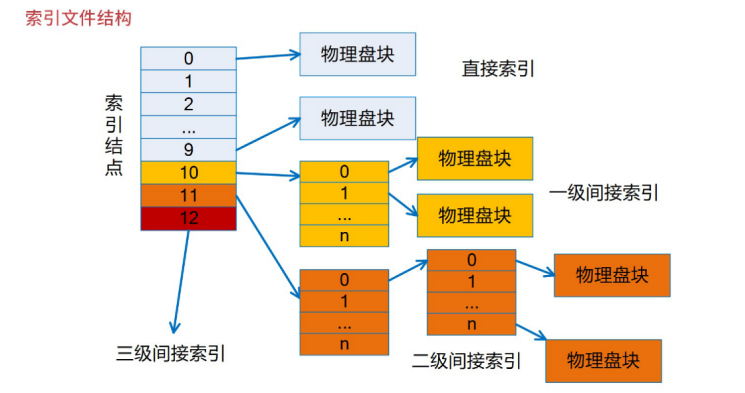 索引文件结构
索引结点
0
1
2
...
9
10
11
12
物理盘块
直接索引
物理盘块
0
1
...
n
物理盘块
物理盘块
一级间接索引
0
1
...
n
0
1
...
n
物理盘块
物理盘块
二级间接索引
三级间接索引